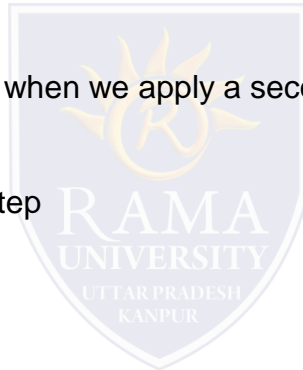 when we apply a seco
tep
RAMA
UNIVERSITY
UTTAR PRADESH
KANPUR